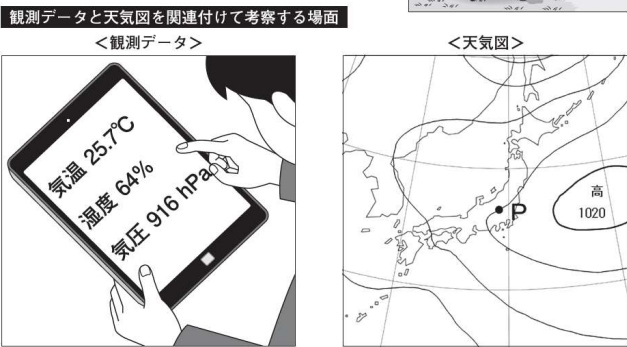 観測データと天気図を関連付けて考察する場面
<観測データ>
<天気図>
気温 25.7℃
湿度 64%
気圧 916 hPa
高
1020
P